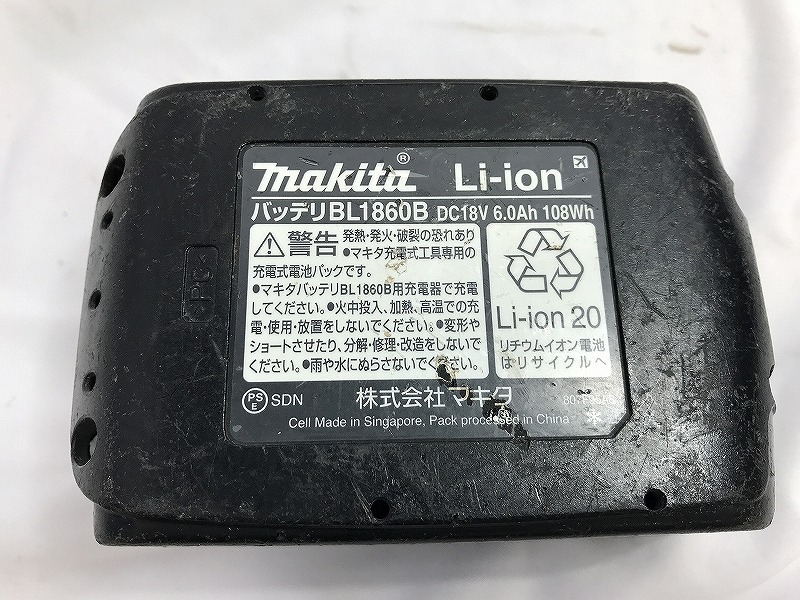 makita® Li-ion
バッテリBL1860B DC18V 6.0Ah 108Wh
警告 発熱・発火・破裂の恐れあり
●マキタ充電式工具専用の
充電式電池パックです。
●マキタバッテリBL1860B用充電器で充電
してください。●火中投入、加熱、高温での充
電・使用・放置をしないでください。●変形や
ショートさせたり、分解・修理・改造をしないで
ください。●雨や水にぬらさないでください。
Li-ion 20
リチウムイオン電池
はリサイクルへ
PSE SDN
株式会社マキタ
Cell Made in Singapore, Pack processed in China
>PC<